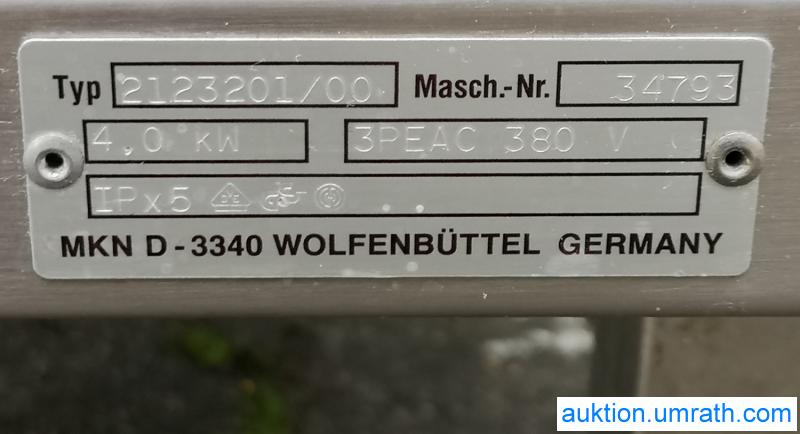 Typ 2123201/00 Masch.-Nr. 34793
4,0 kW 3PEAC 380 V
IPx5
MKN D-3340 WOLFENBÜTTEL GERMANY
auktion.umrath.com